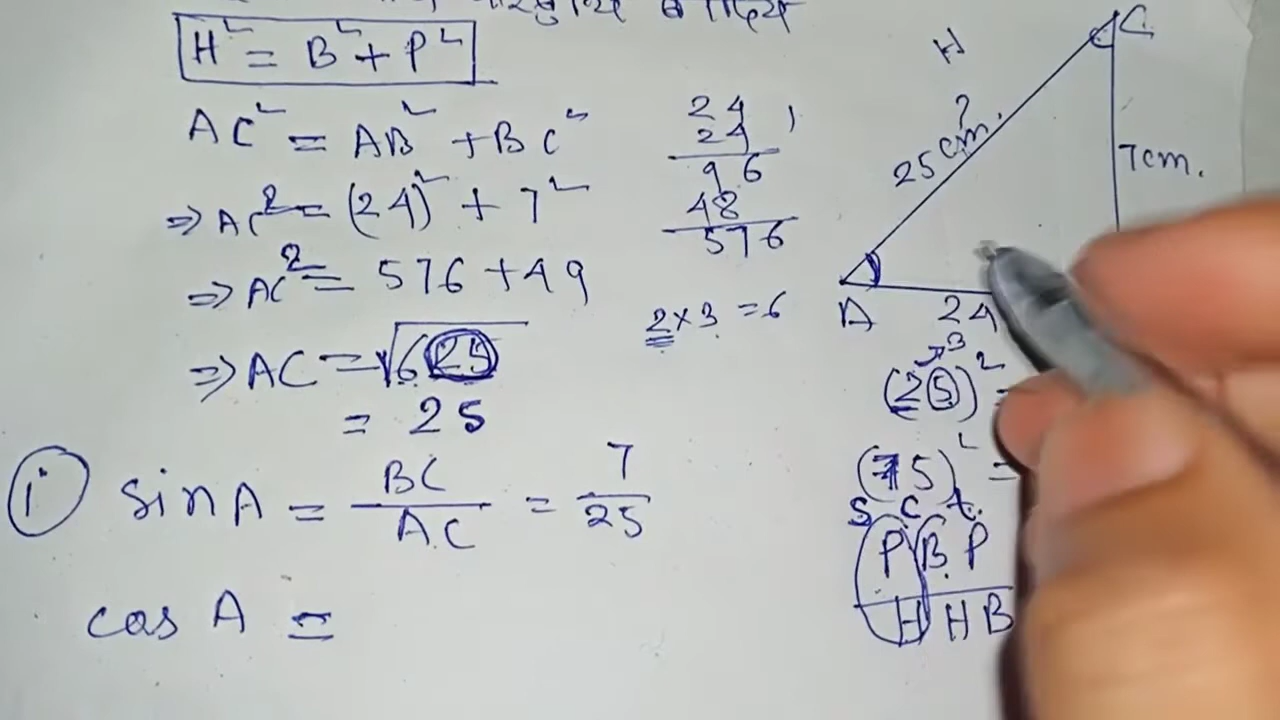 H² = B² + P²
AC² = AB² + BC²
⇒ AC² = (24)² + 7²
⇒ AC² = 576 + 49
⇒ AC = √625
= 25
(i) sin A = BC/AC = 7/25
cos A =
24
24
96
48
576
2×3 = 6
H
C
?
25 cm.
7cm.
A
24
3
(25)² =
(75)² =
S C t.
P B P
H H B